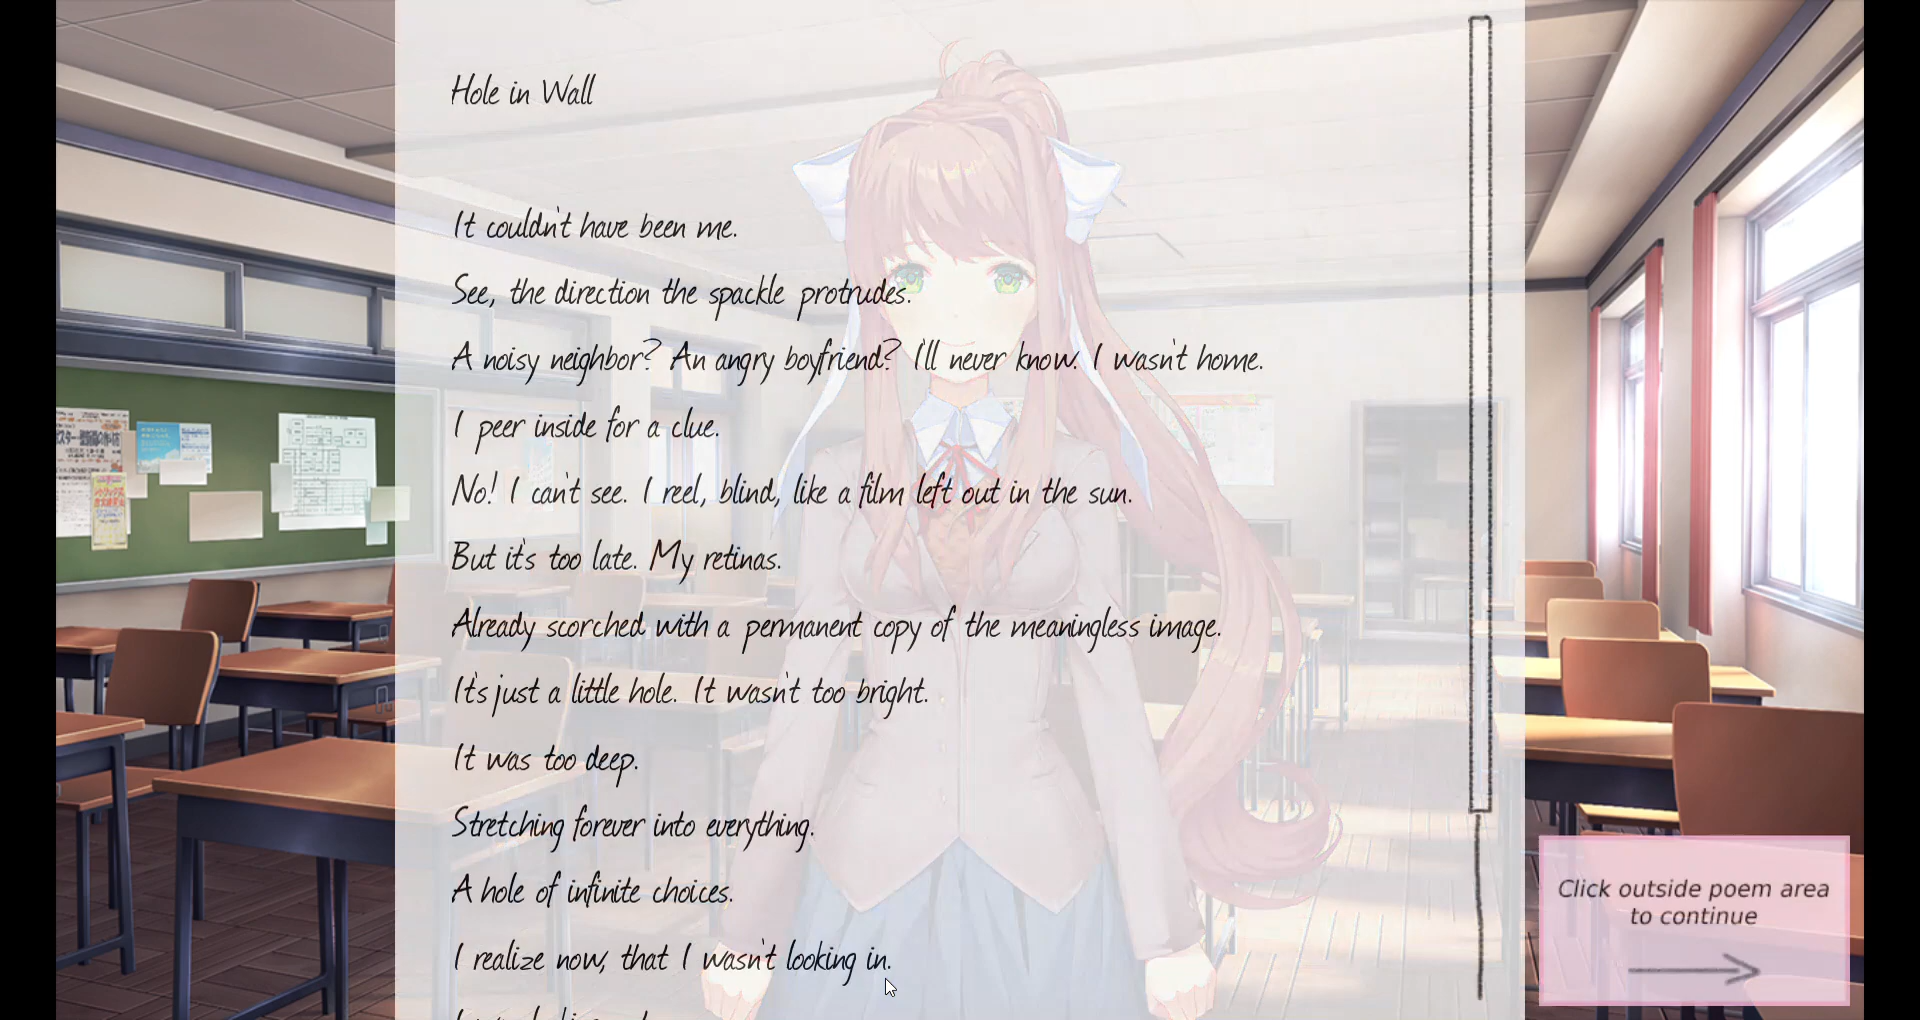 Hole in Wall
It couldn't have been me.
See, the direction the spackle protrudes.
A noisy neighbor? An angry boyfriend? I'll never know. I wasn't home.
I peer inside for a clue.
No! I can't see. I reel, blind, like a film left out in the sun.
But it's too late. My retinas.
Already scorched with a permanent copy of the meaningless image.
It's just a little hole. It wasn't too bright.
It was too deep.
Stretching forever into everything.
A hole of infinite choices.
I realize now, that I wasn't looking in.
Click outside poem area
to continue